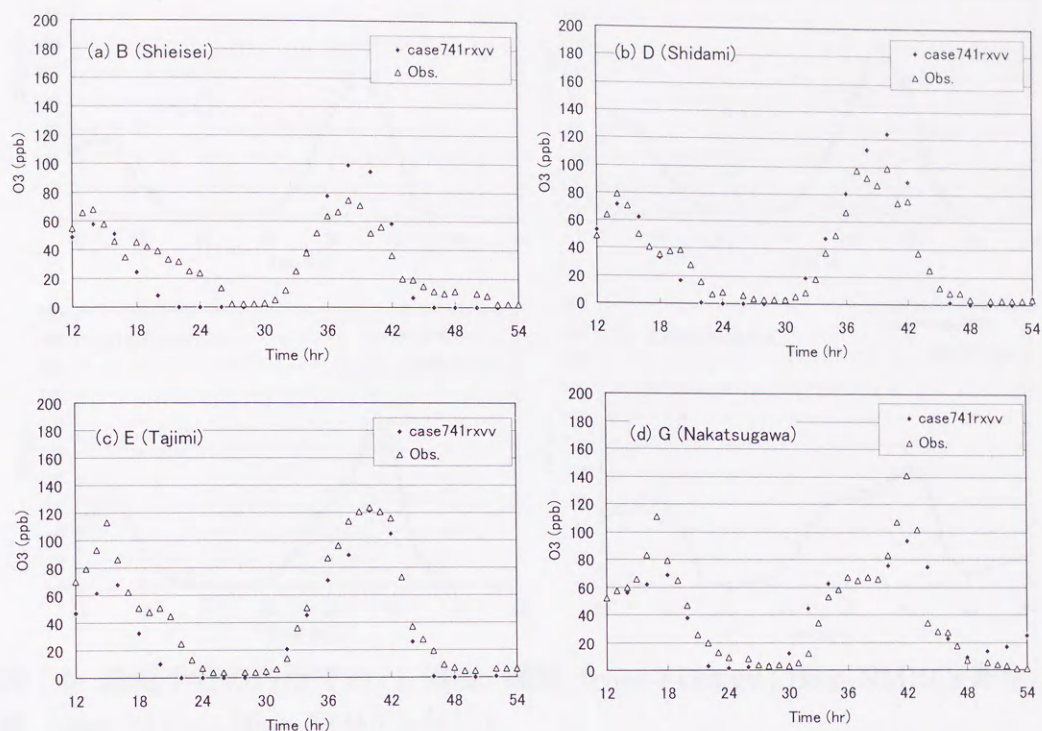 (a) B (Shieisei)
case741rxvv
Obs.
O3 (ppb)
200
180
160
140
120
100
80
60
40
20
0
12 18 24 30 36 42 48 54
Time (hr)
(b) D (Shidami)
case741rxvv
Obs.
O3 (ppb)
200
180
160
140
120
100
80
60
40
20
0
12 18 24 30 36 42 48 54
Time (hr)
(c) E (Tajimi)
case741rxvv
Obs.
O3 (ppb)
200
180
160
140
120
100
80
60
40
20
0
12 18 24 30 36 42 48 54
Time (hr)
(d) G (Nakatsugawa)
case741rxvv
Obs.
O3 (ppb)
200
180
160
140
120
100
80
60
40
20
0
12 18 24 30 36 42 48 54
Time (hr)